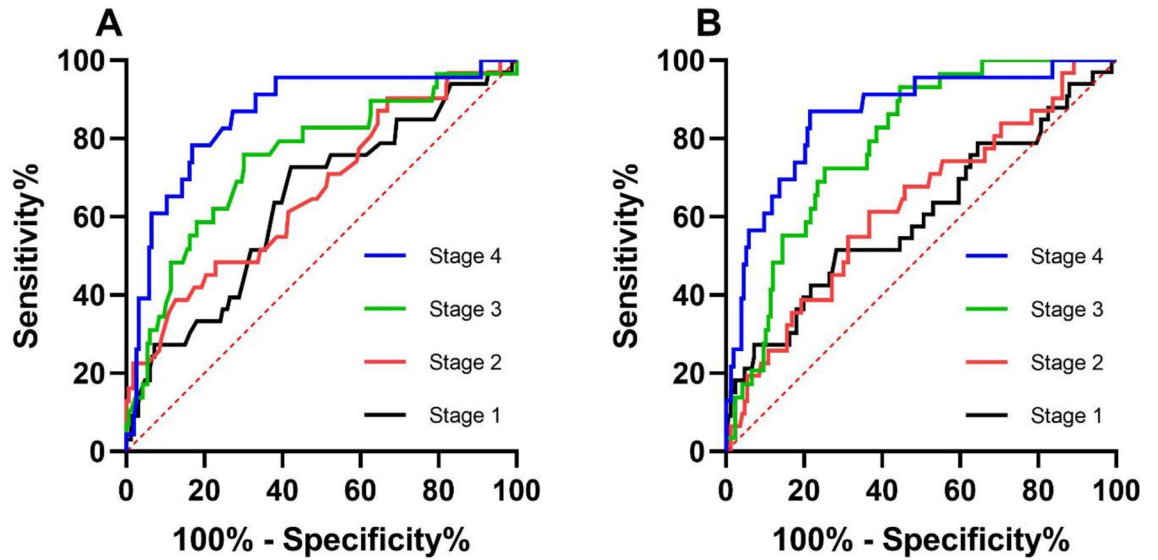 A
100
80
60
40
20
0
Sensitivity%
Stage 4
Stage 3
Stage 2
Stage 1
0 20 40 60 80 100
100% - Specificity%
B
100
80
60
40
20
0
Sensitivity%
Stage 4
Stage 3
Stage 2
Stage 1
0 20 40 60 80 100
100% - Specificity%